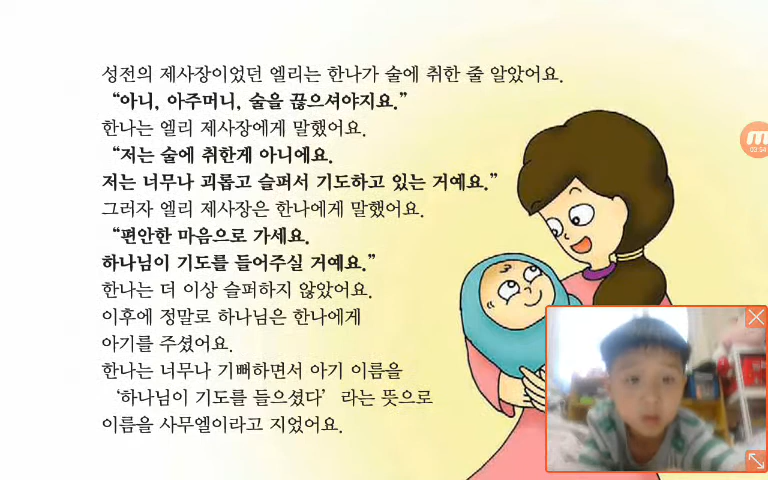 성전의 제사장이었던 엘리는 한나가 술에 취한 줄 알았어요.
“아니, 아주머니, 술을 끊으셔야지요.”
한나는 엘리 제사장에게 말했어요.
“저는 술에 취한게 아니에요.
저는 너무나 괴롭고 슬퍼서 기도하고 있는 거예요.”
그러자 엘리 제사장은 한나에게 말했어요.
“편안한 마음으로 가세요.
하나님이 기도를 들어주실 거예요.”
한나는 더 이상 슬퍼하지 않았어요.
이후에 정말로 하나님은 한나에게
아기를 주셨어요.
한나는 너무나 기뻐하면서 아기 이름을
‘하나님이 기도를 들으셨다’ 라는 뜻으로
이름을 사무엘이라고 지었어요.
09:54